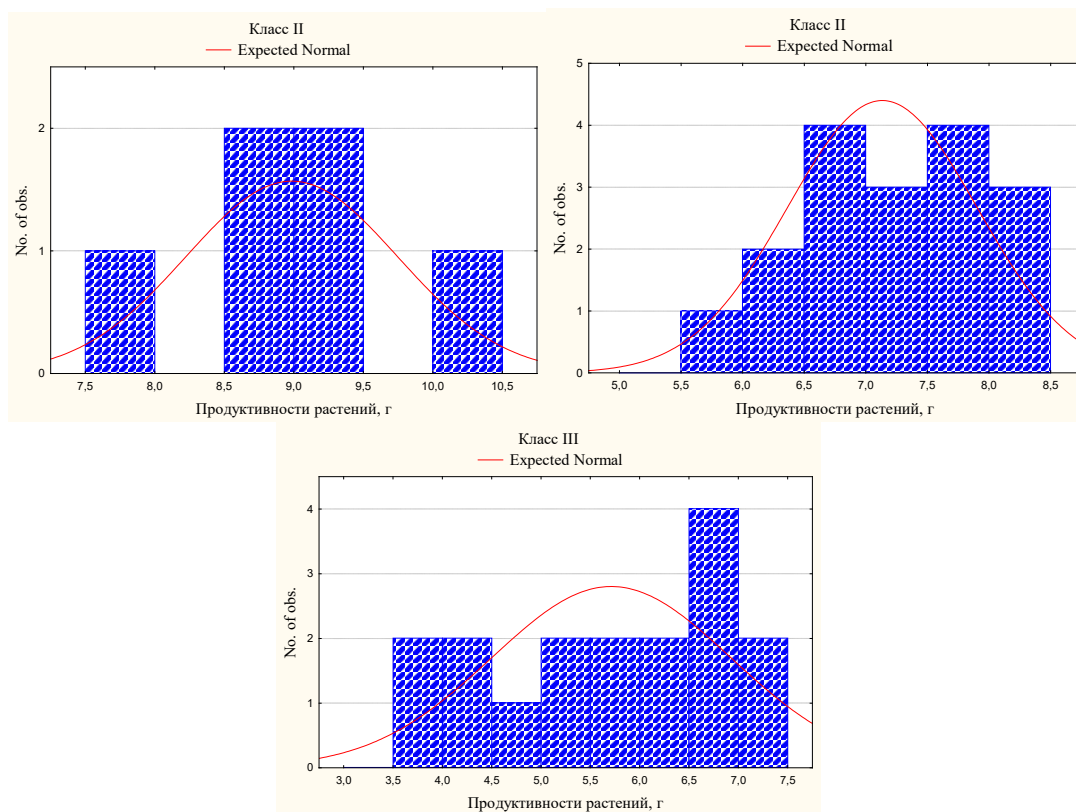 Класс II
Expected Normal
No. of obs.
2
1
0
7,5 8,0 8,5 9,0 9,5 10,0 10,5
Продуктивности растений, г
Класс II
Expected Normal
No. of obs.
5
4
3
2
1
0
5,0 5,5 6,0 6,5 7,0 7,5 8,0 8,5
Продуктивности растений, г
Класс III
Expected Normal
No. of obs.
4
3
2
1
0
3,0 3,5 4,0 4,5 5,0 5,5 6,0 6,5 7,0 7,5
Продуктивности растений, г